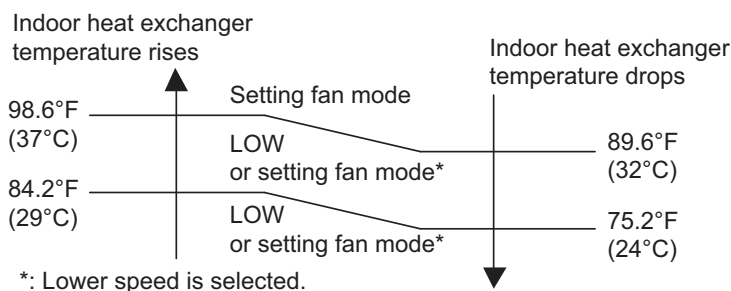 Indoor heat exchanger
temperature rises
Indoor heat exchanger
temperature drops
98.6°F
(37°C)
Setting fan mode
LOW
or setting fan mode*
89.6°F
(32°C)
84.2°F
(29°C)
LOW
or setting fan mode*
75.2°F
(24°C)
*: Lower speed is selected.